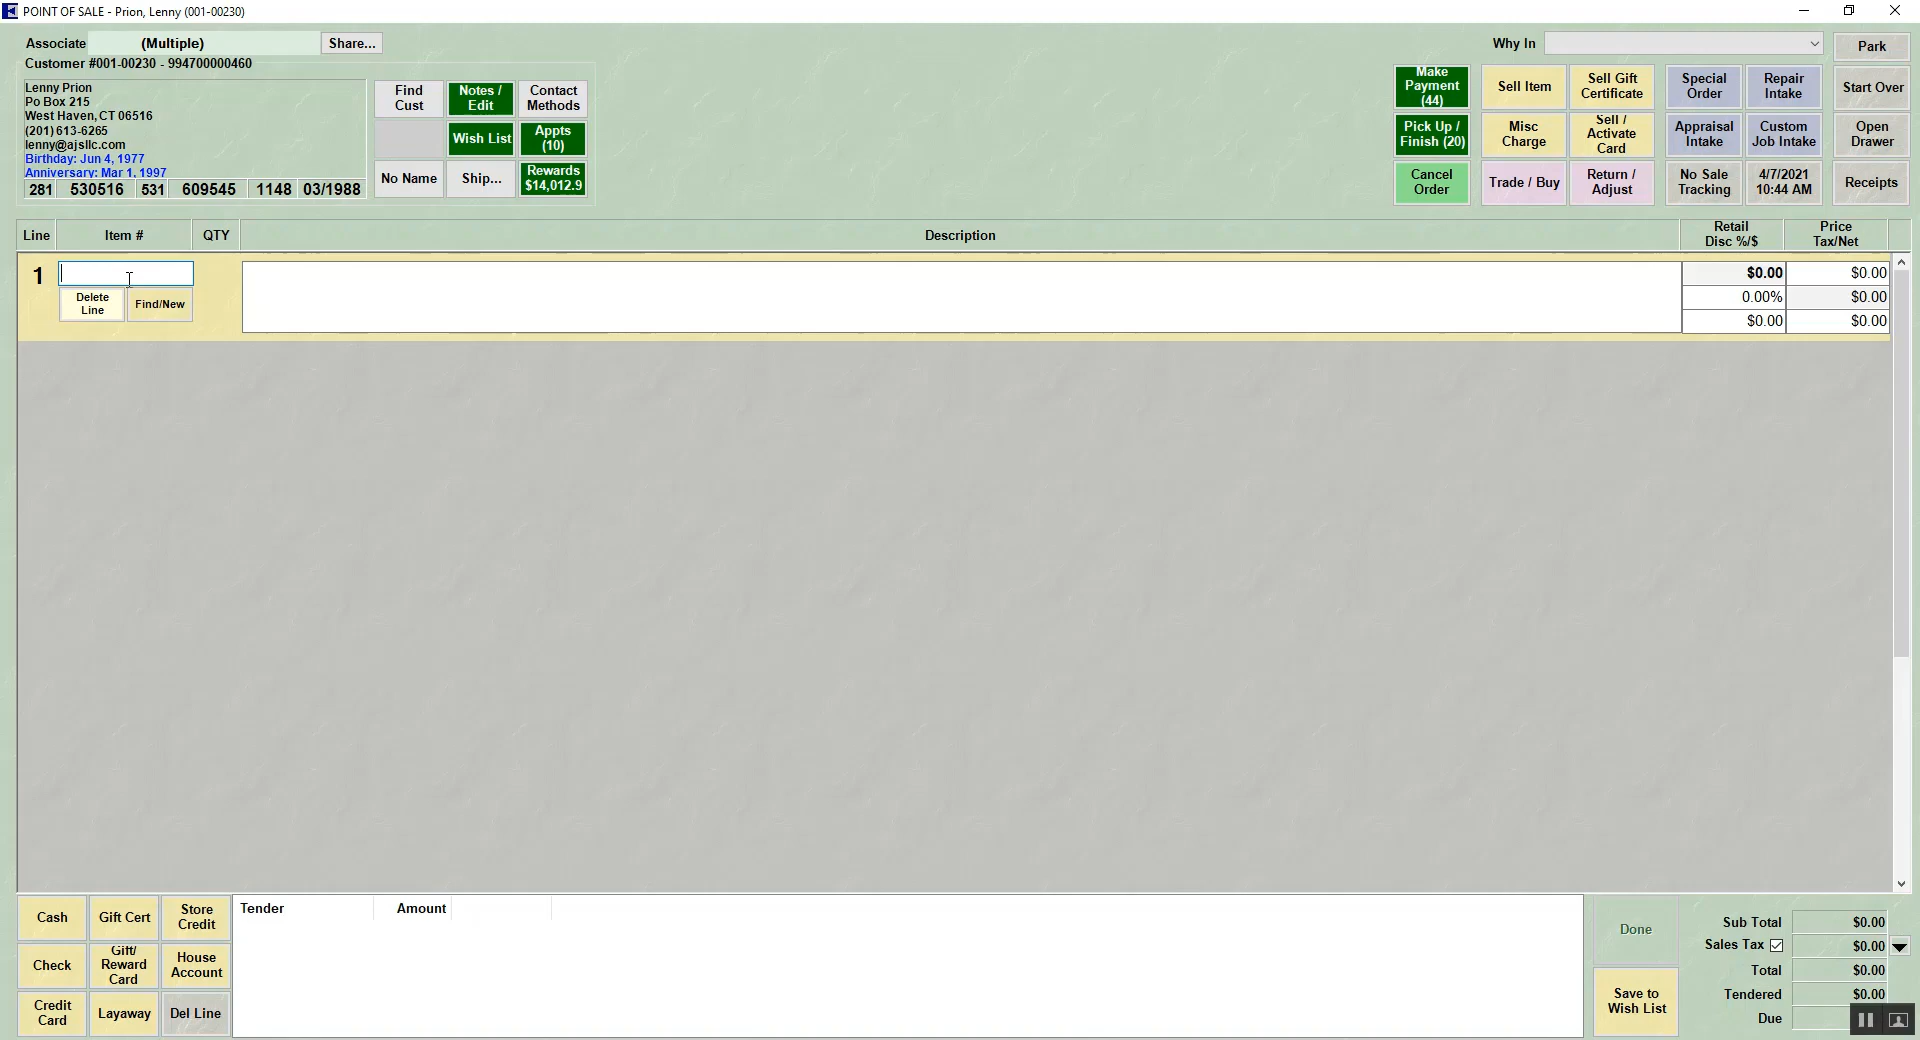 POINT OF SALE - Prion, Lenny (001-00230)
Associate (Multiple) Share...
Customer #001-00230 - 994700000460
Lenny Prion
Po Box 215
West Haven, CT 06516
(201) 613-6265
lenny@ajsllc.com
Birthday: Jun 4, 1977
Anniversary: Mar 1, 1997
281 530516 531 609545 1148 03/1988
Find
Cust
Notes /
Edit
Contact
Methods
Wish List
Appts
(10)
No Name
Ship...
Rewards
$14,012.9
Why In
Park
Make
Payment
(44)
Sell Item
Sell Gift
Certificate
Special
Order
Repair
Intake
Start Over
Pick Up /
Finish (20)
Misc
Charge
Sell /
Activate
Card
Appraisal
Intake
Custom
Job Intake
Open
Drawer
Cancel
Order
Trade / Buy
Return /
Adjust
No Sale
Tracking
4/7/2021
10:44 AM
Receipts
Line Item # QTY Description
Retail
Disc %/$
Price
Tax/Net
1
Delete
Line
Find/New
$0.00 $0.00
0.00% $0.00
$0.00 $0.00
Cash
Gift Cert
Store
Credit
Check
Gift/
Reward
Card
House
Account
Credit
Card
Layaway
Del Line
Tender Amount
Done
Save to
Wish List
Sub Total $0.00
Sales Tax $0.00
Total $0.00
Tendered $0.00
Due